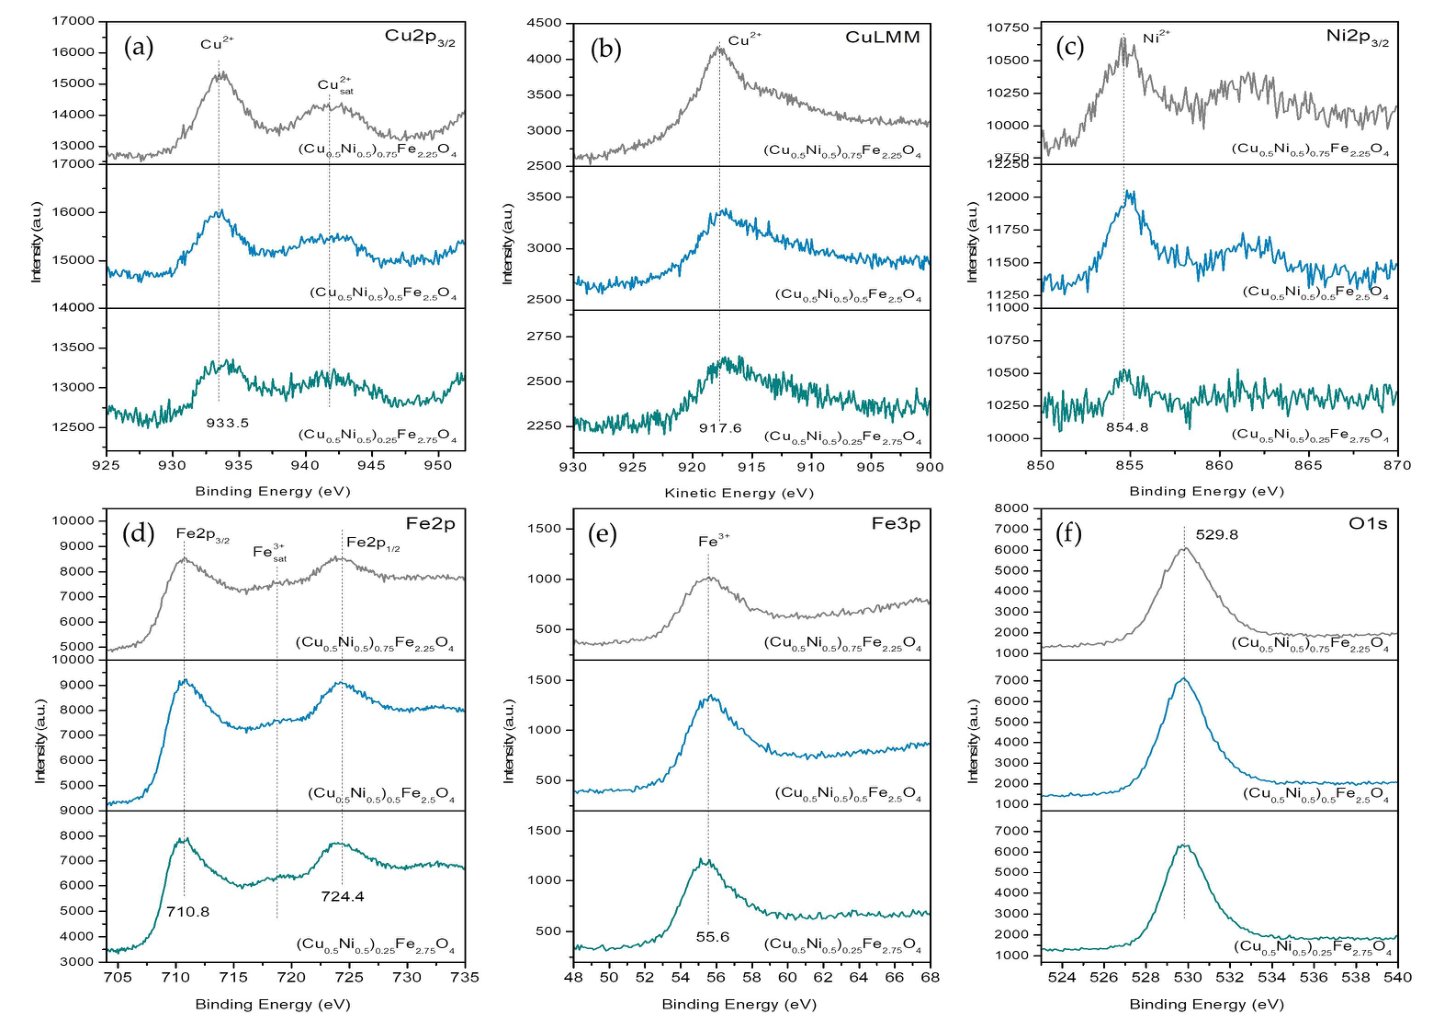 (a)
Cu2p3/2
Cu2+
Cu2+sat
17000
16000
15000
14000
13000
(Cu0.5Ni0.5)0.75Fe2.25O4
17000
16000
15000
(Cu0.5Ni0.5)0.5Fe2.5O4
14000
13500
13000
12500
933.5
(Cu0.5Ni0.5)0.25Fe2.75O4
Intensity (a.u.)
925 930 935 940 945 950
Binding Energy (eV)
(b)
CuLMM
Cu2+
4500
4000
3500
3000
2500
(Cu0.5Ni0.5)0.75Fe2.25O4
3500
3000
2500
(Cu0.5Ni0.5)0.5Fe2.5O4
2750
2500
2250
917.6
(Cu0.5Ni0.5)0.25Fe2.75O4
Intensity (a.u.)
930 925 920 915 910 905 900
Kinetic Energy (eV)
(c)
Ni2p3/2
Ni2+
10750
10500
10250
10000
9750
(Cu0.5Ni0.5)0.75Fe2.25O4
12250
12000
11750
11500
11250
(Cu0.5Ni0.5)0.5Fe2.5O4
11000
10750
10500
10250
10000
854.8
(Cu0.5Ni0.5)0.25Fe2.75O4
Intensity (a.u.)
850 855 860 865 870
Binding Energy (eV)
(d)
Fe2p
Fe2p3/2
Fe3+sat
Fe2p1/2
10000
9000
8000
7000
6000
5000
(Cu0.5Ni0.5)0.75Fe2.25O4
10000
9000
8000
7000
6000
5000
(Cu0.5Ni0.5)0.5Fe2.5O4
9000
8000
7000
6000
5000
4000
3000
710.8
724.4
(Cu0.5Ni0.5)0.25Fe2.75O4
Intensity (a.u.)
705 710 715 720 725 730 735
Binding Energy (eV)
(e)
Fe3p
Fe3+
1500
1000
500
(Cu0.5Ni0.5)0.75Fe2.25O4
1500
1000
500
(Cu0.5Ni0.5)0.5Fe2.5O4
1500
1000
500
55.6
(Cu0.5Ni0.5)0.25Fe2.75O4
Intensity (a.u.)
48 50 52 54 56 58 60 62 64 66 68
Binding Energy (eV)
(f)
O1s
529.8
8000
7000
6000
5000
4000
3000
2000
1000
(Cu0.5Ni0.5)0.75Fe2.25O4
7000
6000
5000
4000
3000
2000
1000
(Cu0.5Ni0.5)0.5Fe2.5O4
7000
6000
5000
4000
3000
2000
1000
(Cu0.5Ni0.5)0.25Fe2.75O4
Intensity (a.u.)
524 526 528 530 532 534 536 538 540
Binding Energy (eV)